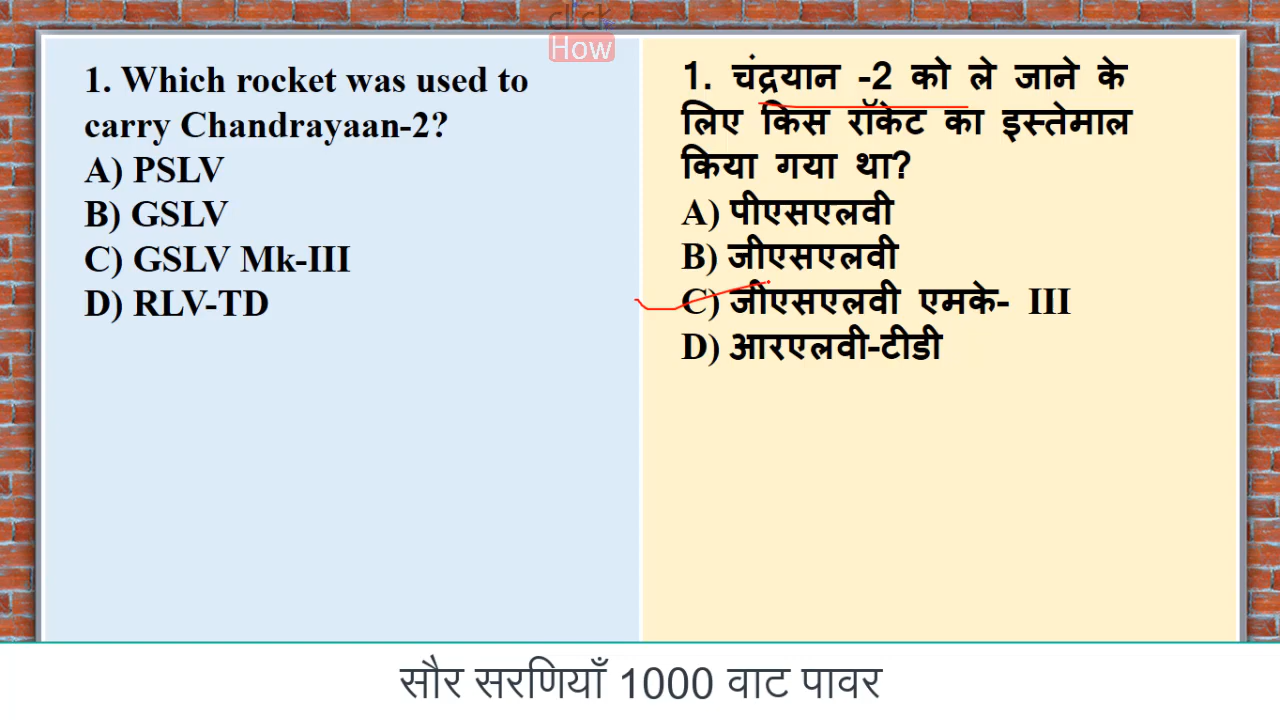 click
How
1. Which rocket was used to
carry Chandrayaan-2?
A) PSLV
B) GSLV
C) GSLV Mk-III
D) RLV-TD
1. चंद्रयान -2 को ले जाने के
लिए किस रॉकेट का इस्तेमाल
किया गया था?
A) पीएसएलवी
B) जीएसएलवी
C) जीएसएलवी एमके- III
D) आरएलवी-टीडी
सौर सरणियाँ 1000 वाट पावर